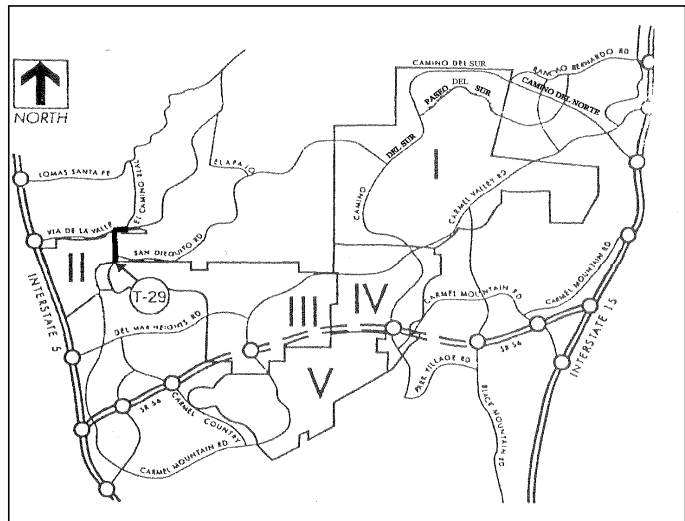 NORTH
CAMINO DEL SUR
RANCHO BERNARDO RD
CAMINO DEL NORTE
PASEO DEL SUR
LOMAS SANTA FE
EL CAMINO REAL
EL APAJO
CAMINO DEL SUR
I
CARMEL VALLEY RD
VIA DE LA VALLE
SAN DIEGUITO RD
II
T-29
INTERSTATE 5
DEL MAR HEIGHTS RD
III
IV
CARMEL MOUNTAIN RD
CARMEL MOUNTAIN RD
INTERSTATE 15
SR 56
PARK VILLAGE RD
V
SR 56
CARMEL COUNTRY
BLACK MOUNTAIN RD
CARMEL MOUNTAIN RD